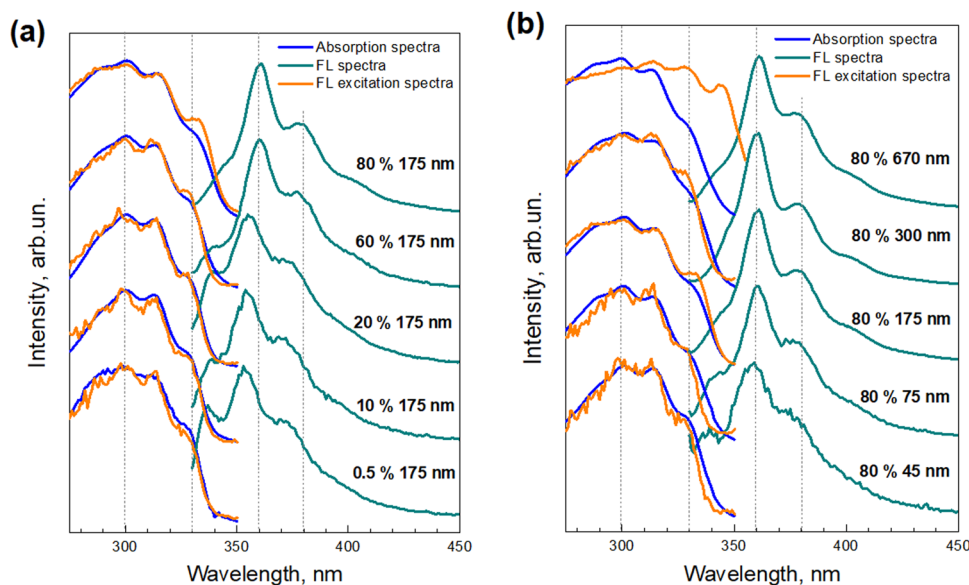 (a)
Absorption spectra
FL spectra
FL excitation spectra
80 % 175 nm
60 % 175 nm
20 % 175 nm
10 % 175 nm
0.5 % 175 nm
Intensity, arb.un.
300
350
400
450
Wavelength, nm
(b)
Absorption spectra
FL spectra
FL excitation spectra
80 % 670 nm
80 % 300 nm
80 % 175 nm
80 % 75 nm
80 % 45 nm
Intensity, arb.un.
300
350
400
450
Wavelength, nm